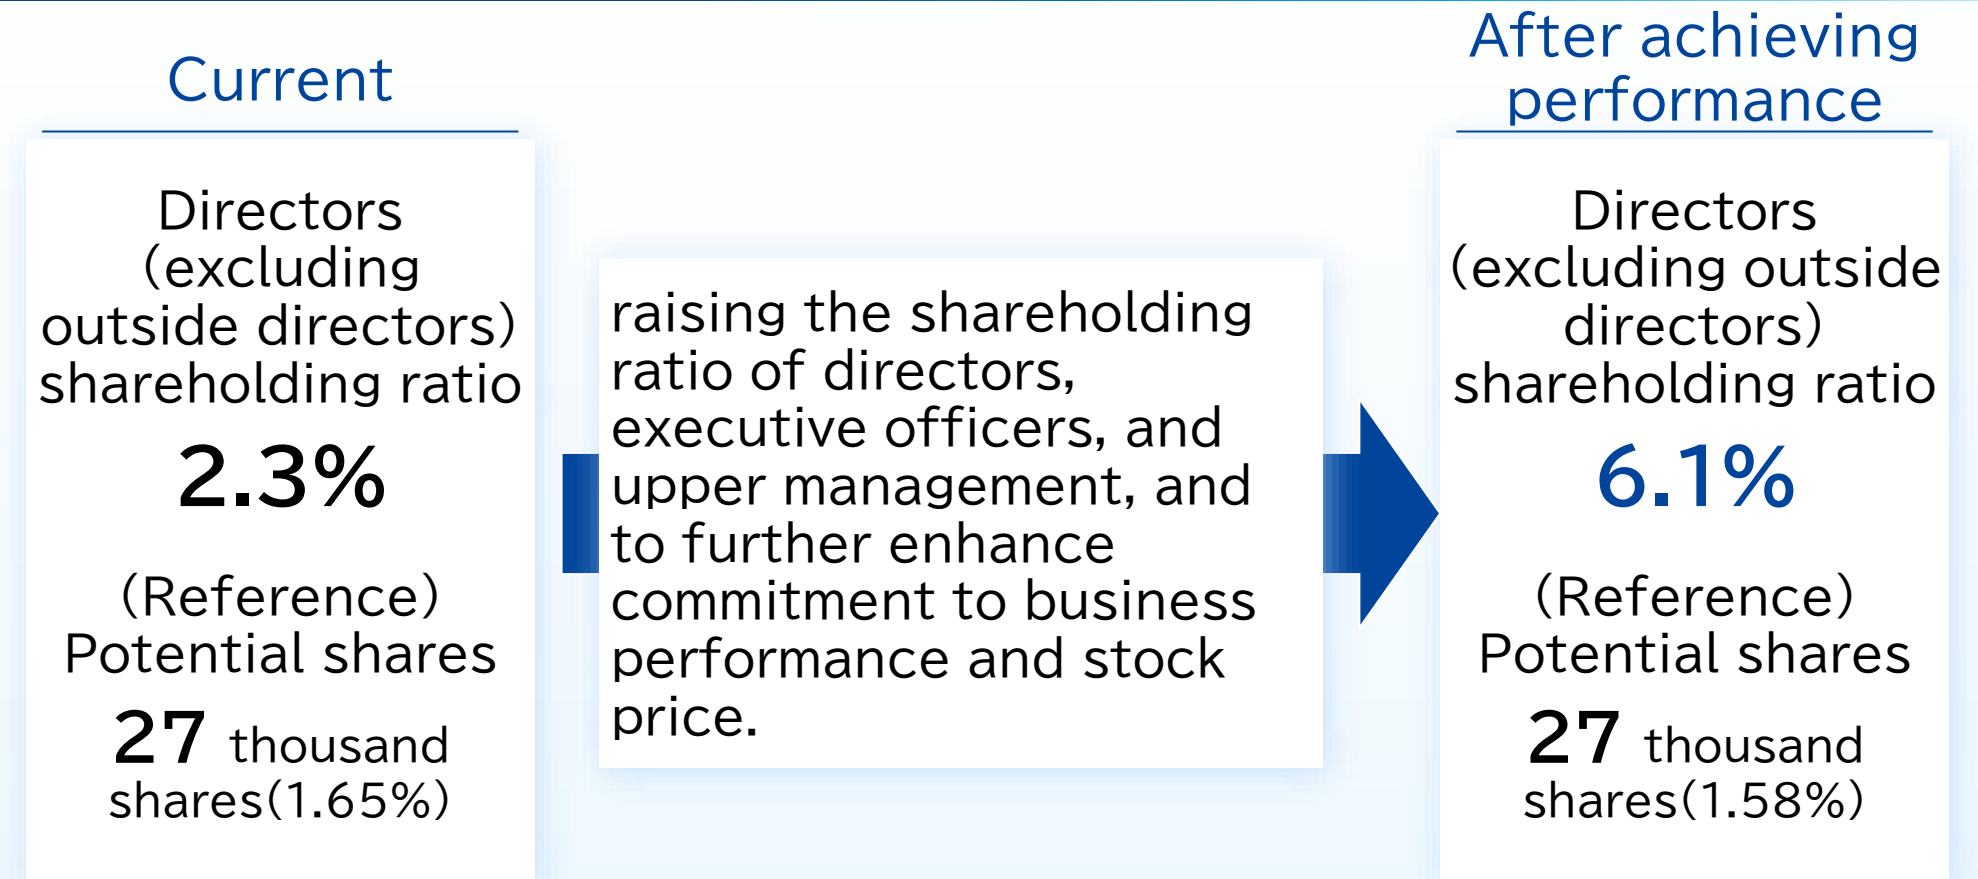 Current
Directors
(excluding
outside directors)
shareholding ratio
2.3%
(Reference)
Potential shares
27 thousand
shares(1.65%)
raising the shareholding
ratio of directors,
executive officers, and
upper management, and
to further enhance
commitment to business
performance and stock
price.
After achieving
performance
Directors
(excluding outside
directors)
shareholding ratio
6.1%
(Reference)
Potential shares
27 thousand
shares(1.58%)